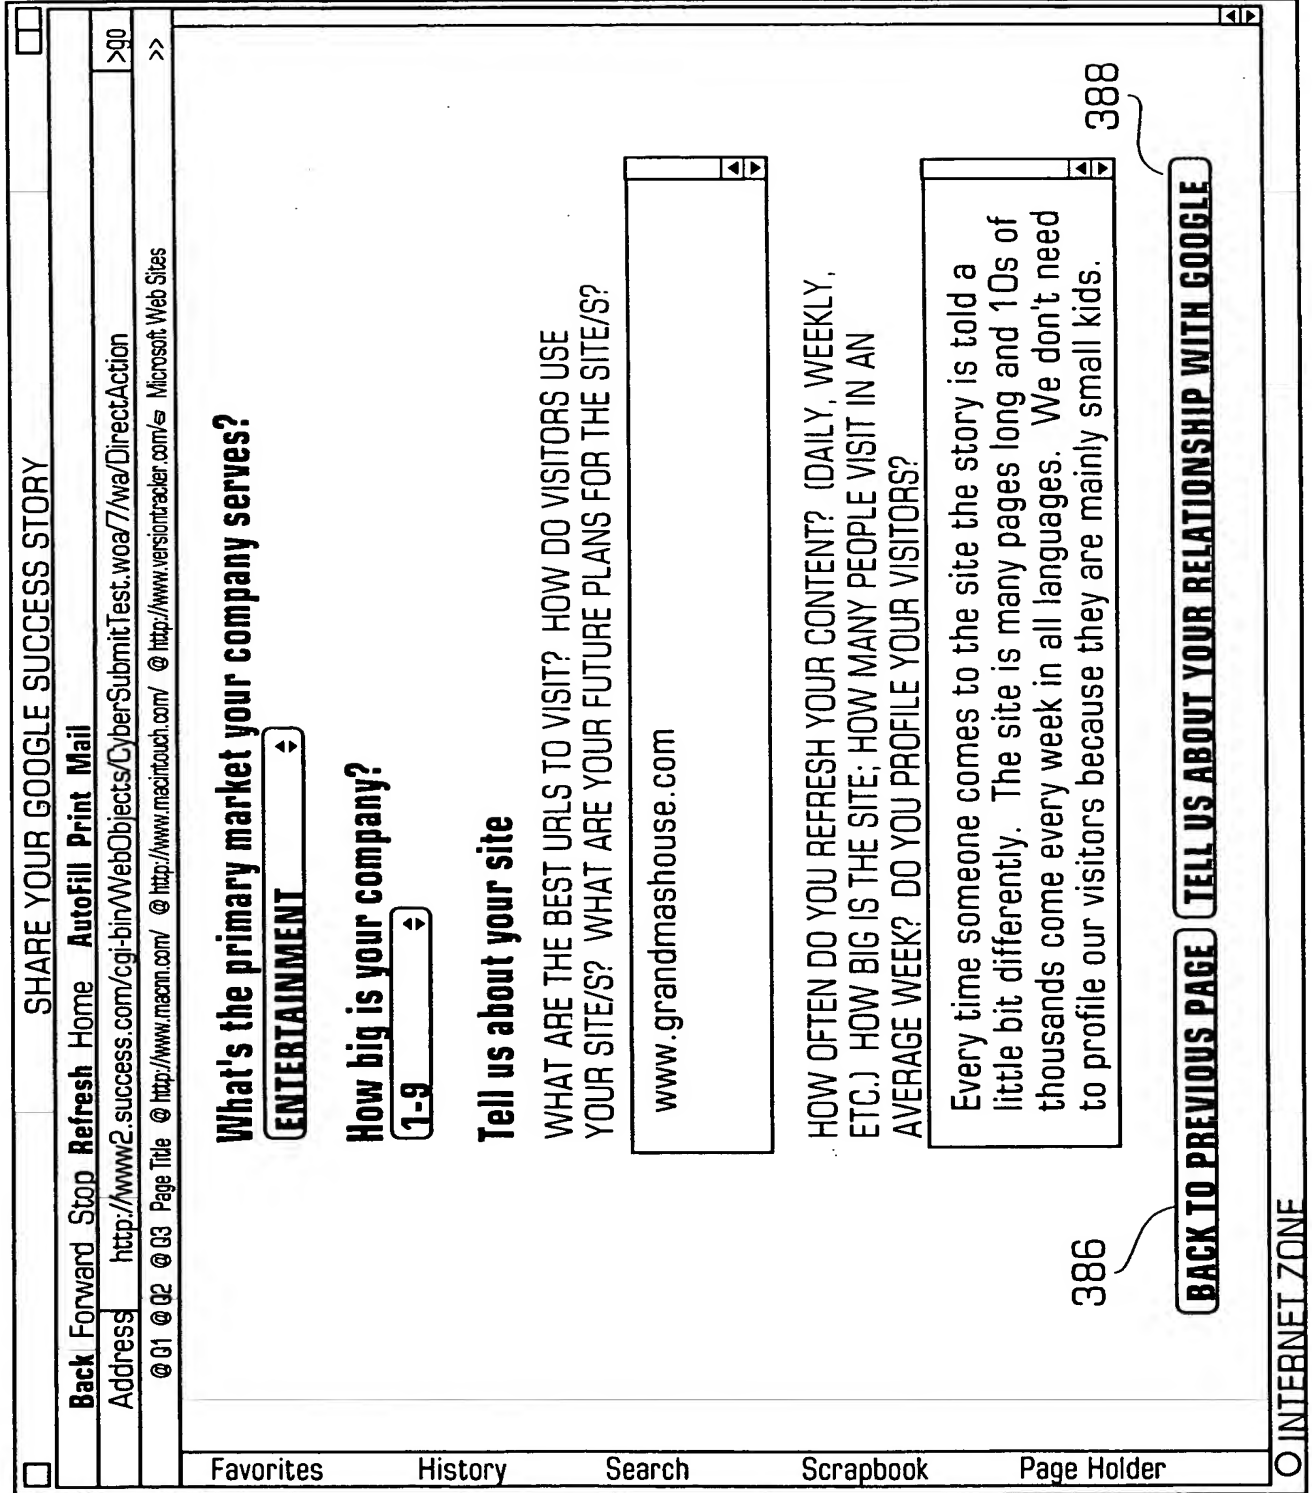 SHARE YOUR GOOGLE SUCCESS STORY
Back Forward Stop Refresh Home AutoFill Print Mail
Address http://www2.success.com/cgi-bin/WebObjects/CyberSubmitTest.woa/7/wa/DirectAction >go
@ Q1 @ Q2 @ Q3 Page Title @ http://www.macnn.com/ @ http://www.macintouch.com/ @ http://www.versiontracker.com/ Microsoft Web Sites >>
Favorites
History
Search
Scrapbook
Page Holder
What's the primary market your company serves?
ENTERTAINMENT
How big is your company?
1-9
Tell us about your site
WHAT ARE THE BEST URLS TO VISIT? HOW DO VISITORS USE
YOUR SITE/S? WHAT ARE YOUR FUTURE PLANS FOR THE SITE/S?
www.grandmashouse.com
HOW OFTEN DO YOU REFRESH YOUR CONTENT? (DAILY, WEEKLY,
ETC.) HOW BIG IS THE SITE; HOW MANY PEOPLE VISIT IN AN
AVERAGE WEEK? DO YOU PROFILE YOUR VISITORS?
Every time someone comes to the site the story is told a
little bit differently. The site is many pages long and 10s of
thousands come every week in all languages. We don't need
to profile our visitors because they are mainly small kids.
386
388
BACK TO PREVIOUS PAGE TELL US ABOUT YOUR RELATIONSHIP WITH GOOGLE
INTERNET ZONE